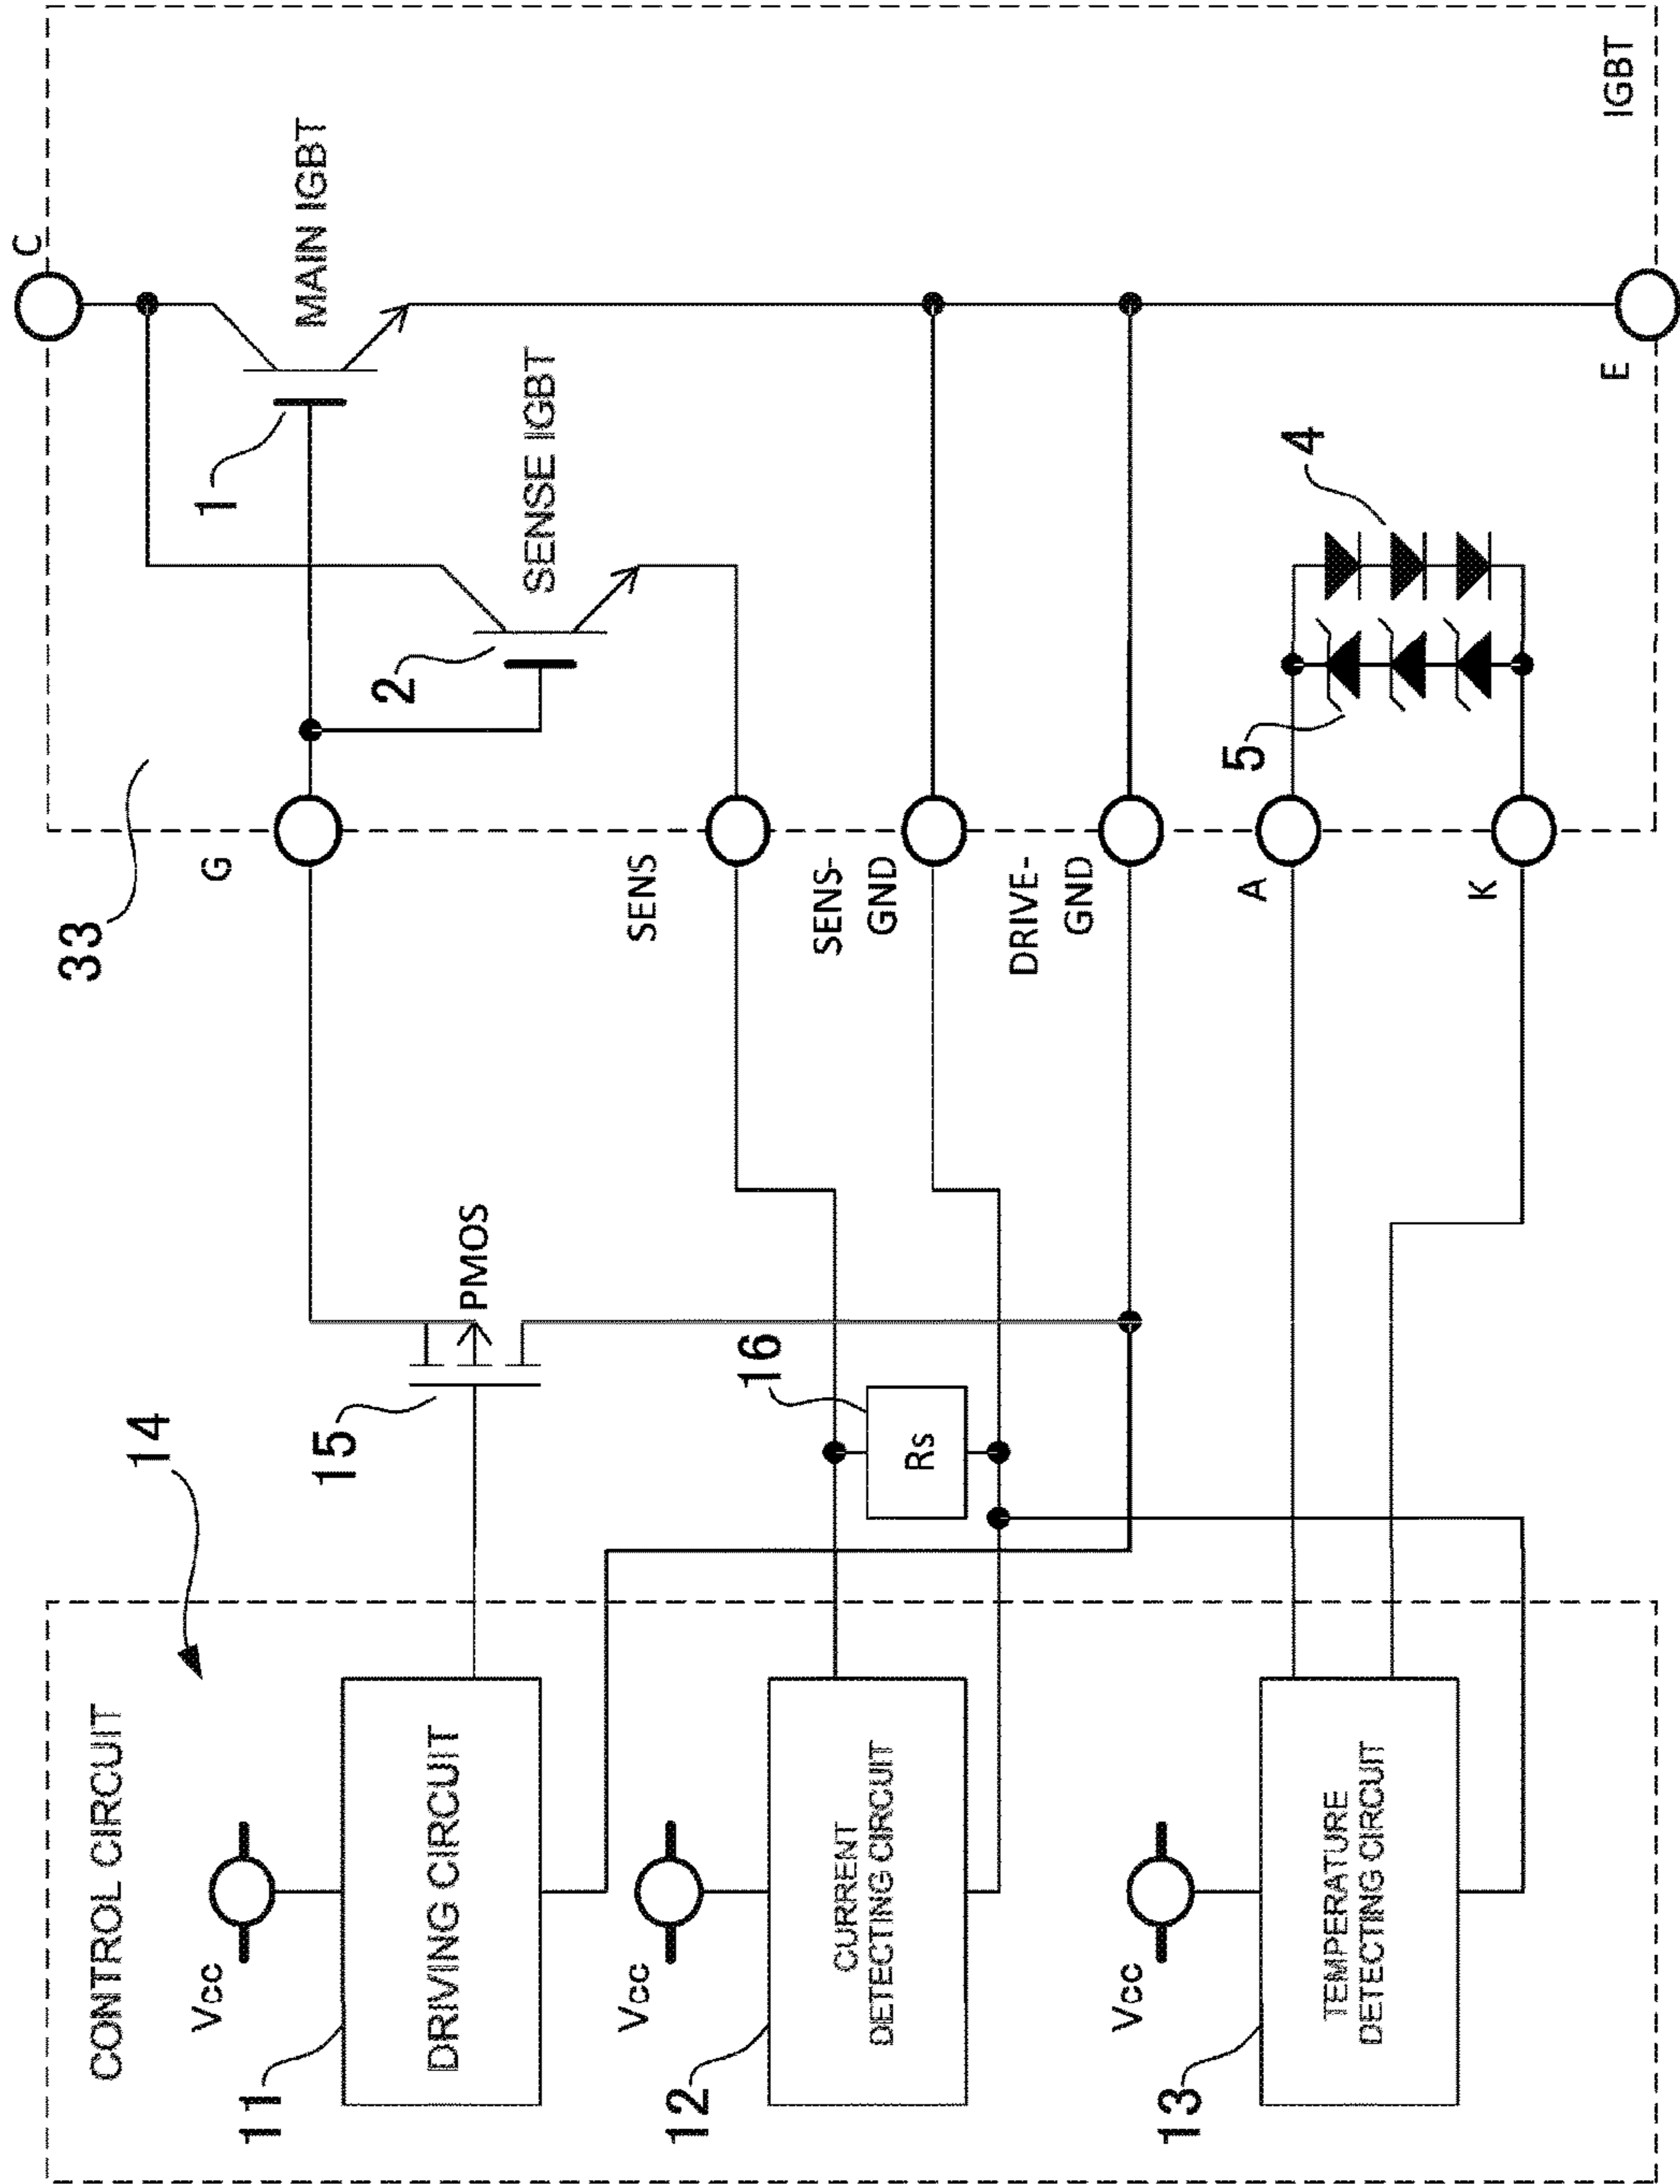 CONTROL CIRCUIT
14
Vcc
11
DRIVING CIRCUIT
Vcc
12
CURRENT
DETECTING CIRCUIT
Vcc
13
TEMPERATURE
DETECTING CIRCUIT
15
PMOS
16
Rs
33
G
SENS
SENS-
GND
DRIVE-
GND
A
K
C
1
MAIN IGBT
2
SENSE IGBT
4
5
E
IGBT